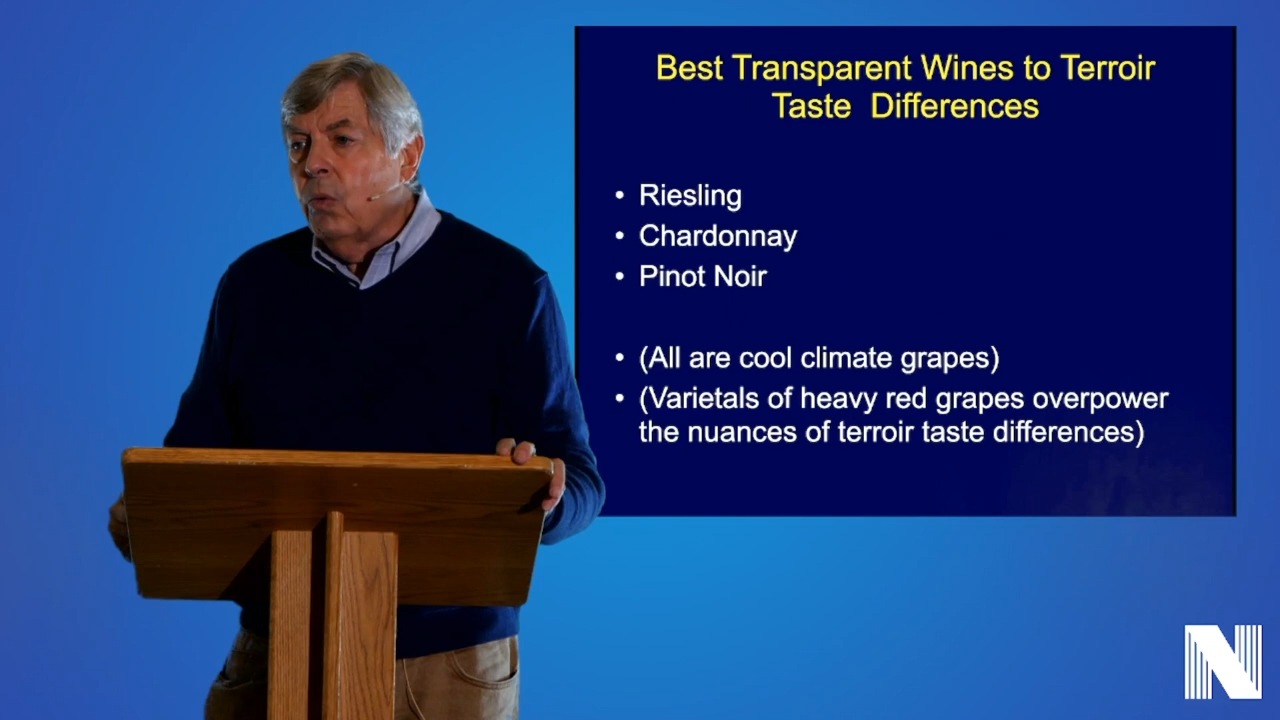 Best Transparent Wines to Terroir
Taste Differences
• Riesling
• Chardonnay
• Pinot Noir
• (All are cool climate grapes)
• (Varietals of heavy red grapes overpower
the nuances of terroir taste differences)
N